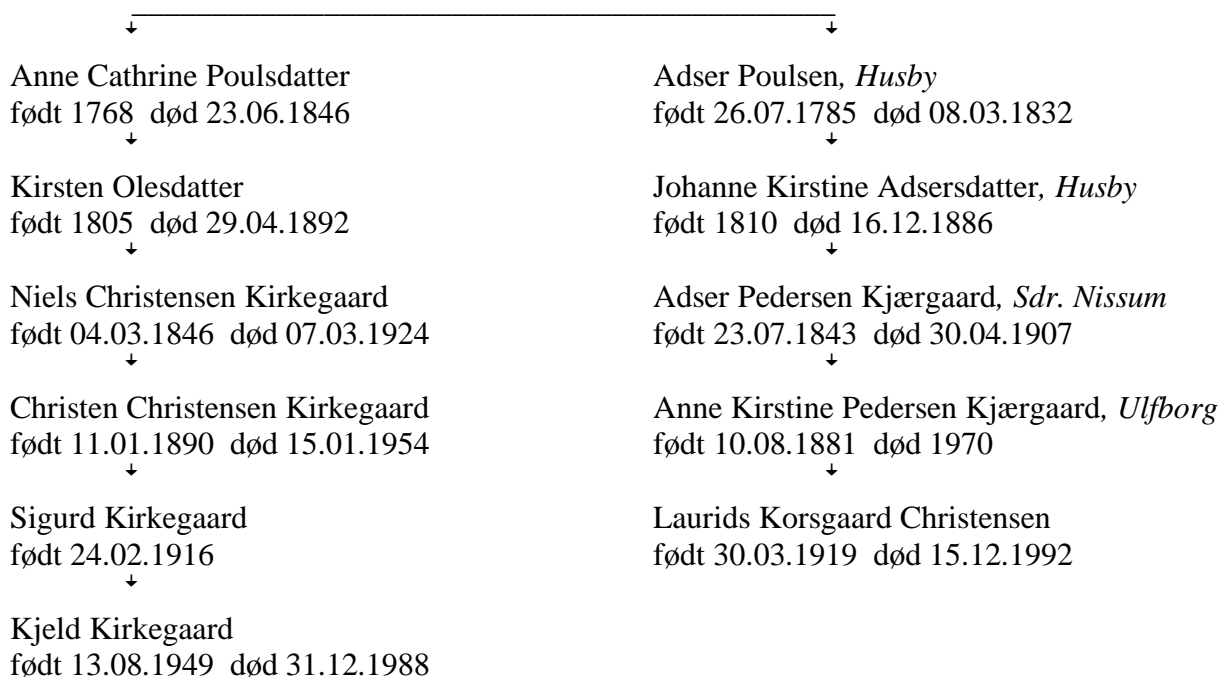 Anne Cathrine Poulsdatter
født 1768 død 23.06.1846
Kirsten Olesdatter
født 1805 død 29.04.1892
Niels Christensen Kirkegaard
født 04.03.1846 død 07.03.1924
Christen Christensen Kirkegaard
født 11.01.1890 død 15.01.1954
Sigurd Kirkegaard
født 24.02.1916
Kjeld Kirkegaard
født 13.08.1949 død 31.12.1988
Adser Poulsen, Husby
født 26.07.1785 død 08.03.1832
Johanne Kirstine Adsersdatter, Husby
født 1810 død 16.12.1886
Adser Pedersen Kjærgaard, Sdr. Nissum
født 23.07.1843 død 30.04.1907
Anne Kirstine Pedersen Kjærgaard, Ulfborg
født 10.08.1881 død 1970
Laurids Korsgaard Christensen
født 30.03.1919 død 15.12.1992